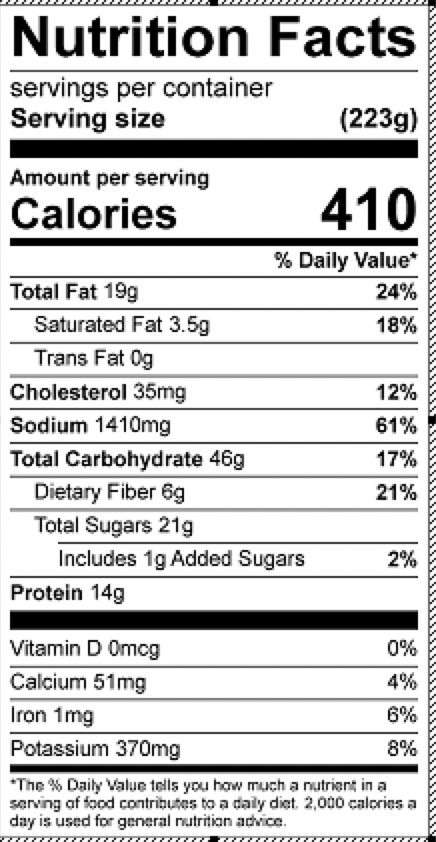 Nutrition Facts
servings per container
Serving size (223g)
Amount per serving
Calories 410
% Daily Value*
Total Fat 19g 24%
Saturated Fat 3.5g 18%
Trans Fat 0g
Cholesterol 35mg 12%
Sodium 1410mg 61%
Total Carbohydrate 46g 17%
Dietary Fiber 6g 21%
Total Sugars 21g
Includes 1g Added Sugars 2%
Protein 14g
Vitamin D 0mcg 0%
Calcium 51mg 4%
Iron 1mg 6%
Potassium 370mg 8%
*The % Daily Value tells you how much a nutrient in a
serving of food contributes to a daily diet. 2,000 calories a
day is used for general nutrition advice.